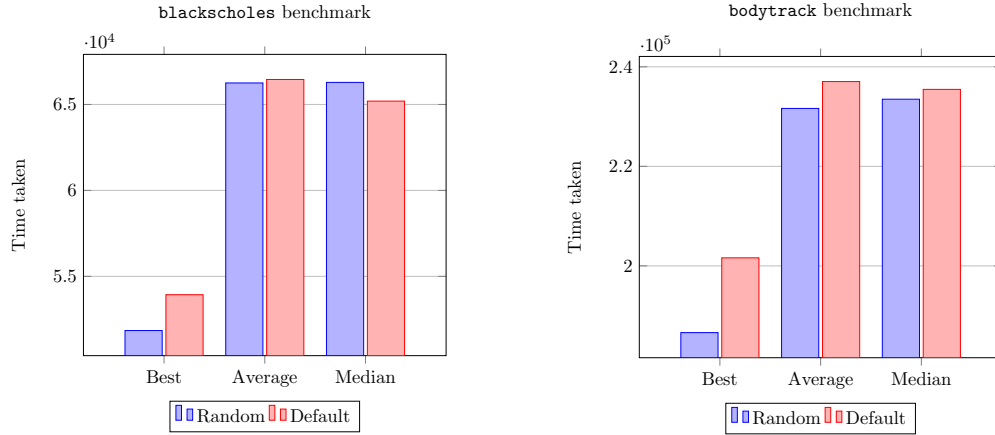 blackscholes benchmark
·10^4
6.5
6
5.5
Time taken
Best Average Median
Random Default
bodytrack benchmark
·10^5
2.4
2.2
2
Time taken
Best Average Median
Random Default